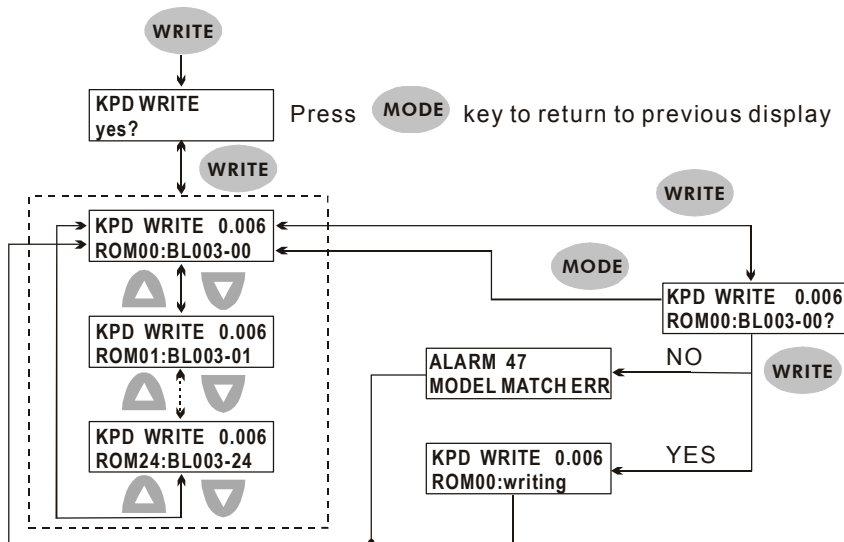 WRITE
KPD WRITE
yes?
Press MODE key to return to previous display
WRITE
WRITE
KPD WRITE 0.006
ROM00:BL003-00
MODE
KPD WRITE 0.006
ROM00:BL003-00?
KPD WRITE 0.006
ROM01:BL003-01
ALARM 47
MODEL MATCH ERR
NO
WRITE
KPD WRITE 0.006
ROM24:BL003-24
KPD WRITE 0.006
ROM00:writing
YES